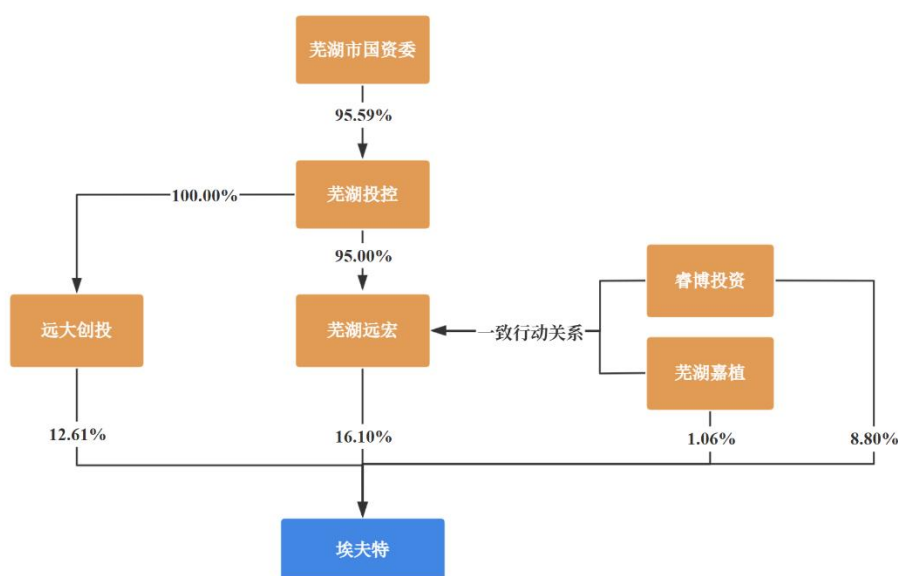 芜湖市国资委
95.59%
芜湖投控
100.00%
95.00%
远大创投
芜湖远宏
一致行动关系
睿博投资
芜湖嘉植
12.61%
16.10%
1.06%
8.80%
埃夫特